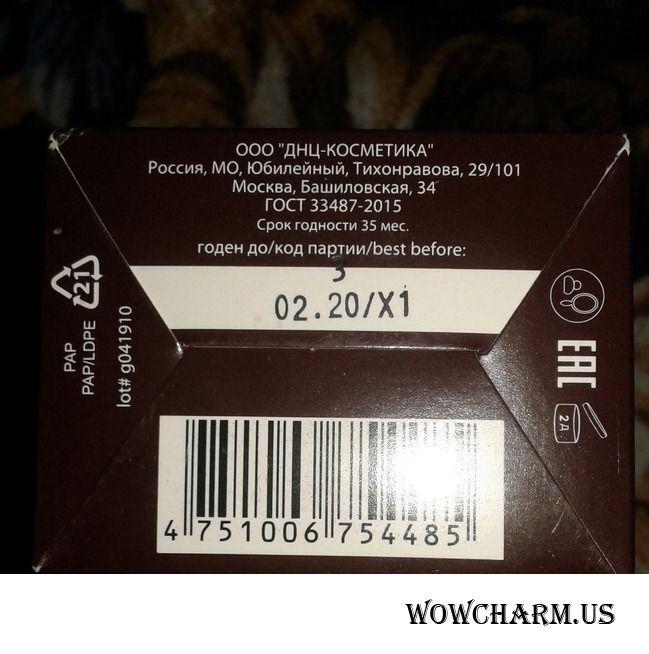 ООО "ДНЦ-КОСМЕТИКА"
Россия, МО, Юбилейный, Тихонравова, 29/101
Москва, Башиловская, 34
ГОСТ 33487-2015
Срок годности 35 мес.
годен до/код партии/best before:
3
02.20/X1
21
PAP
PAP/LDPE
lot# g041910
EAC
2 Д.
4 751006 754485
WOWCHARM.US